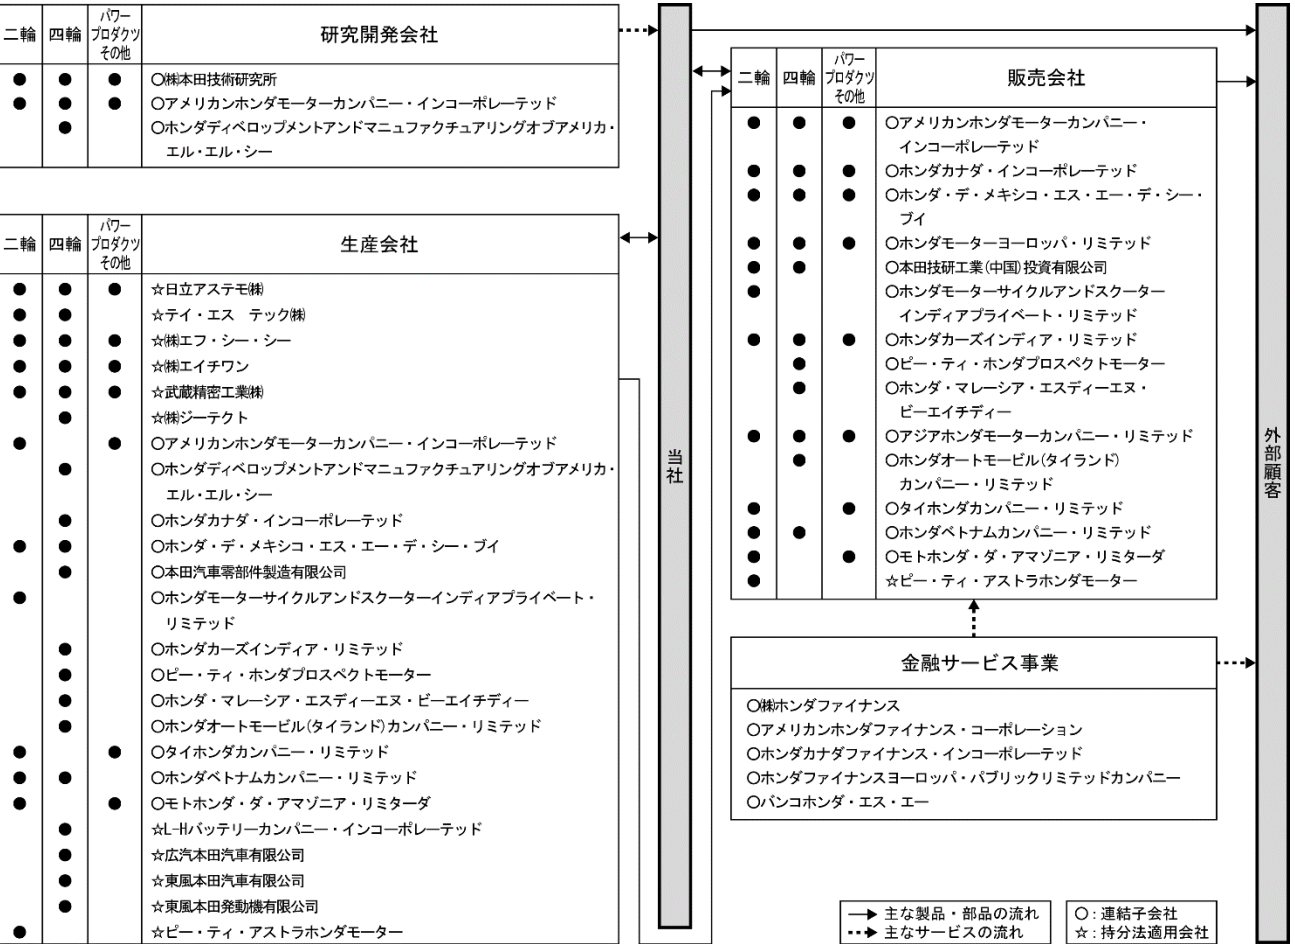 二輪 四輪 パワープロダクツその他 研究開発会社
● ● ● ○㈱本田技術研究所
● ● ● ○アメリカンホンダモーターカンパニー・インコーポレーテッド
● ○ホンダディベロップメントアンドマニュファクチュアリングオブアメリカ・
エル・エル・シー
二輪 四輪 パワープロダクツその他 生産会社
● ● ● ☆日立アステモ㈱
● ● ☆テイ・エス テック㈱
● ● ● ☆㈱エフ・シー・シー
● ● ● ☆㈱エイチワン
● ● ● ☆武蔵精密工業㈱
● ☆㈱ジーテクト
● ● ○アメリカンホンダモーターカンパニー・インコーポレーテッド
● ○ホンダディベロップメントアンドマニュファクチュアリングオブアメリカ・
エル・エル・シー
● ○ホンダカナダ・インコーポレーテッド
● ● ○ホンダ・デ・メキシコ・エス・エー・デ・シー・ブイ
● ○本田汽車零部件製造有限公司
● ○ホンダモーターサイクルアンドスクーターインディアプライベート・
リミテッド
● ○ホンダカーズインディア・リミテッド
● ○ピー・ティ・ホンダプロスペクトモーター
● ○ホンダ・マレーシア・エスディーエヌ・ビーエイチディー
● ○ホンダオートモービル(タイランド)カンパニー・リミテッド
● ● ○タイホンダカンパニー・リミテッド
● ● ○ホンダベトナムカンパニー・リミテッド
● ● ○モトホンダ・ダ・アマゾニア・リミターダ
● ☆L-Hバッテリーカンパニー・インコーポレーテッド
● ☆広汽本田汽車有限公司
● ☆東風本田汽車有限公司
● ☆東風本田発動機有限公司
● ☆ピー・ティ・アストラホンダモーター
当社
二輪 四輪 パワープロダクツその他 販売会社
● ● ● ○アメリカンホンダモーターカンパニー・
インコーポレーテッド
● ● ● ○ホンダカナダ・インコーポレーテッド
● ● ● ○ホンダ・デ・メキシコ・エス・エー・デ・シー・
ブイ
● ● ● ○ホンダモーターヨーロッパ・リミテッド
● ● ○本田技研工業(中国)投資有限公司
● ○ホンダモーターサイクルアンドスクーター
インディアプライベート・リミテッド
● ● ● ○ホンダカーズインディア・リミテッド
● ○ピー・ティ・ホンダプロスペクトモーター
● ○ホンダ・マレーシア・エスディーエヌ・
ビーエイチディー
● ● ● ○アジアホンダモーターカンパニー・リミテッド
● ○ホンダオートモービル(タイランド)
カンパニー・リミテッド
● ● ○タイホンダカンパニー・リミテッド
● ● ○ホンダベトナムカンパニー・リミテッド
● ● ○モトホンダ・ダ・アマゾニア・リミターダ
● ☆ピー・ティ・アストラホンダモーター
金融サービス事業
○㈱ホンダファイナンス
○アメリカンホンダファイナンス・コーポレーション
○ホンダカナダファイナンス・インコーポレーテッド
○ホンダファイナンスヨーロッパ・パブリックリミテッドカンパニー
○バンコホンダ・エス・エー
外部顧客
主な製品・部品の流れ
主なサービスの流れ
○:連結子会社
☆:持分法適用会社